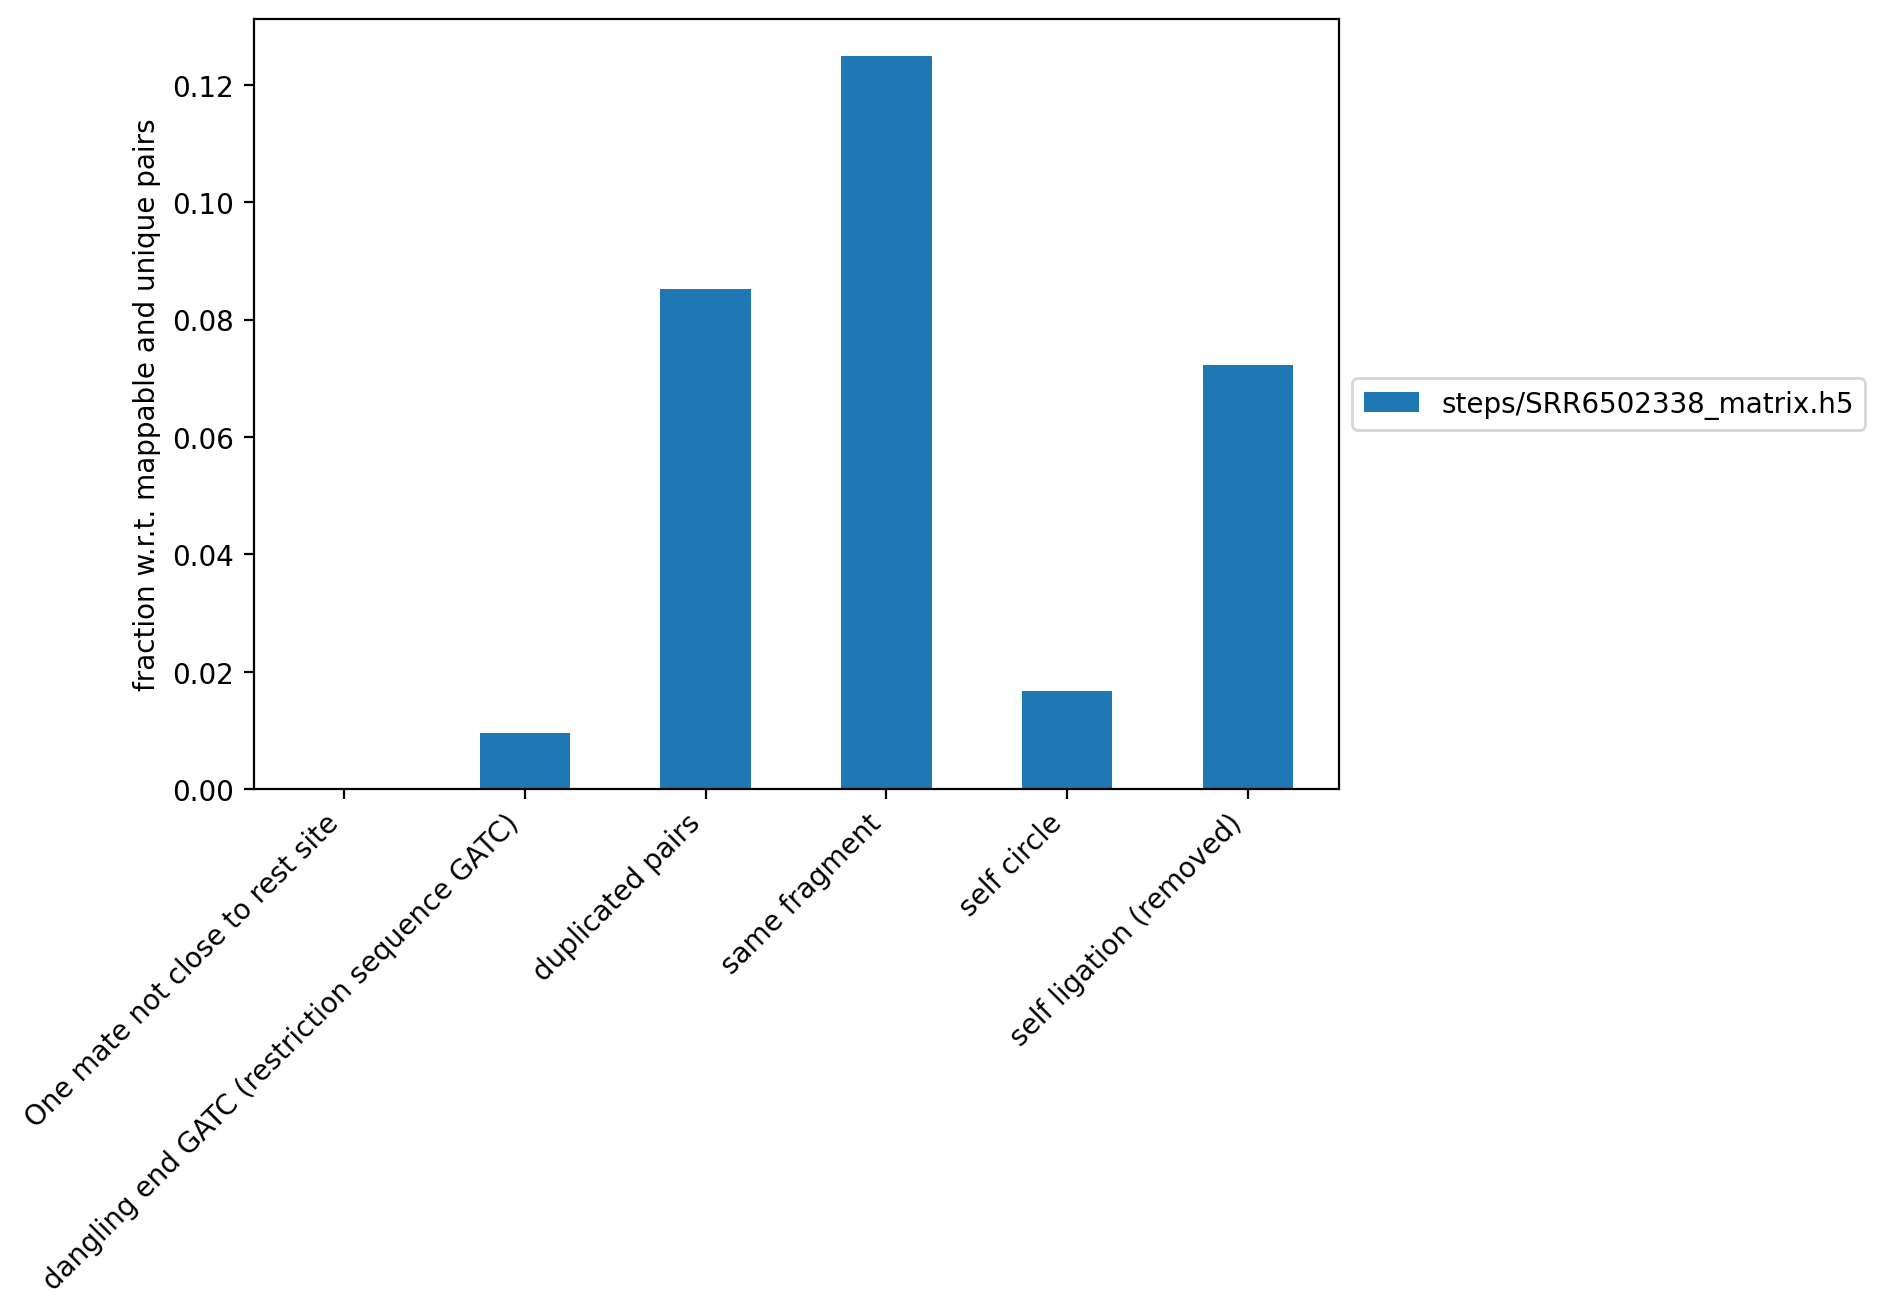 fraction w.r.t. mappable and unique pairs
0.12
0.10
0.08
0.06
0.04
0.02
0.00
One mate not close to rest site
dangling end GATC (restriction sequence GATC)
duplicated pairs
same fragment
self circle
self ligation (removed)
steps/SRR6502338_matrix.h5